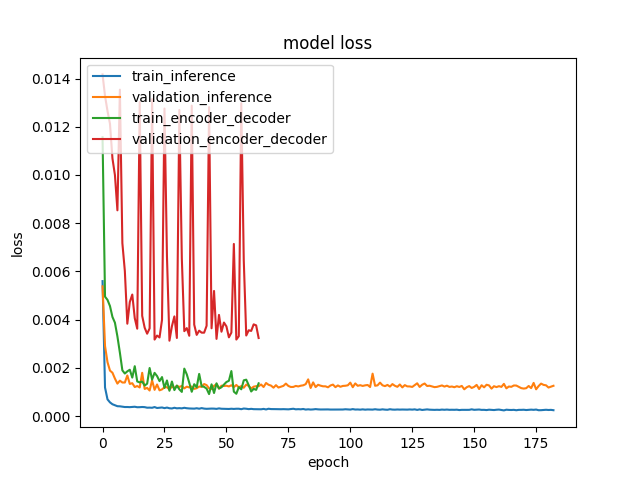 model loss
train_inference
validation_inference
train_encoder_decoder
validation_encoder_decoder
0.014
0.012
0.010
0.008
0.006
0.004
0.002
0.000
loss
0 25 50 75 100 125 150 175
epoch